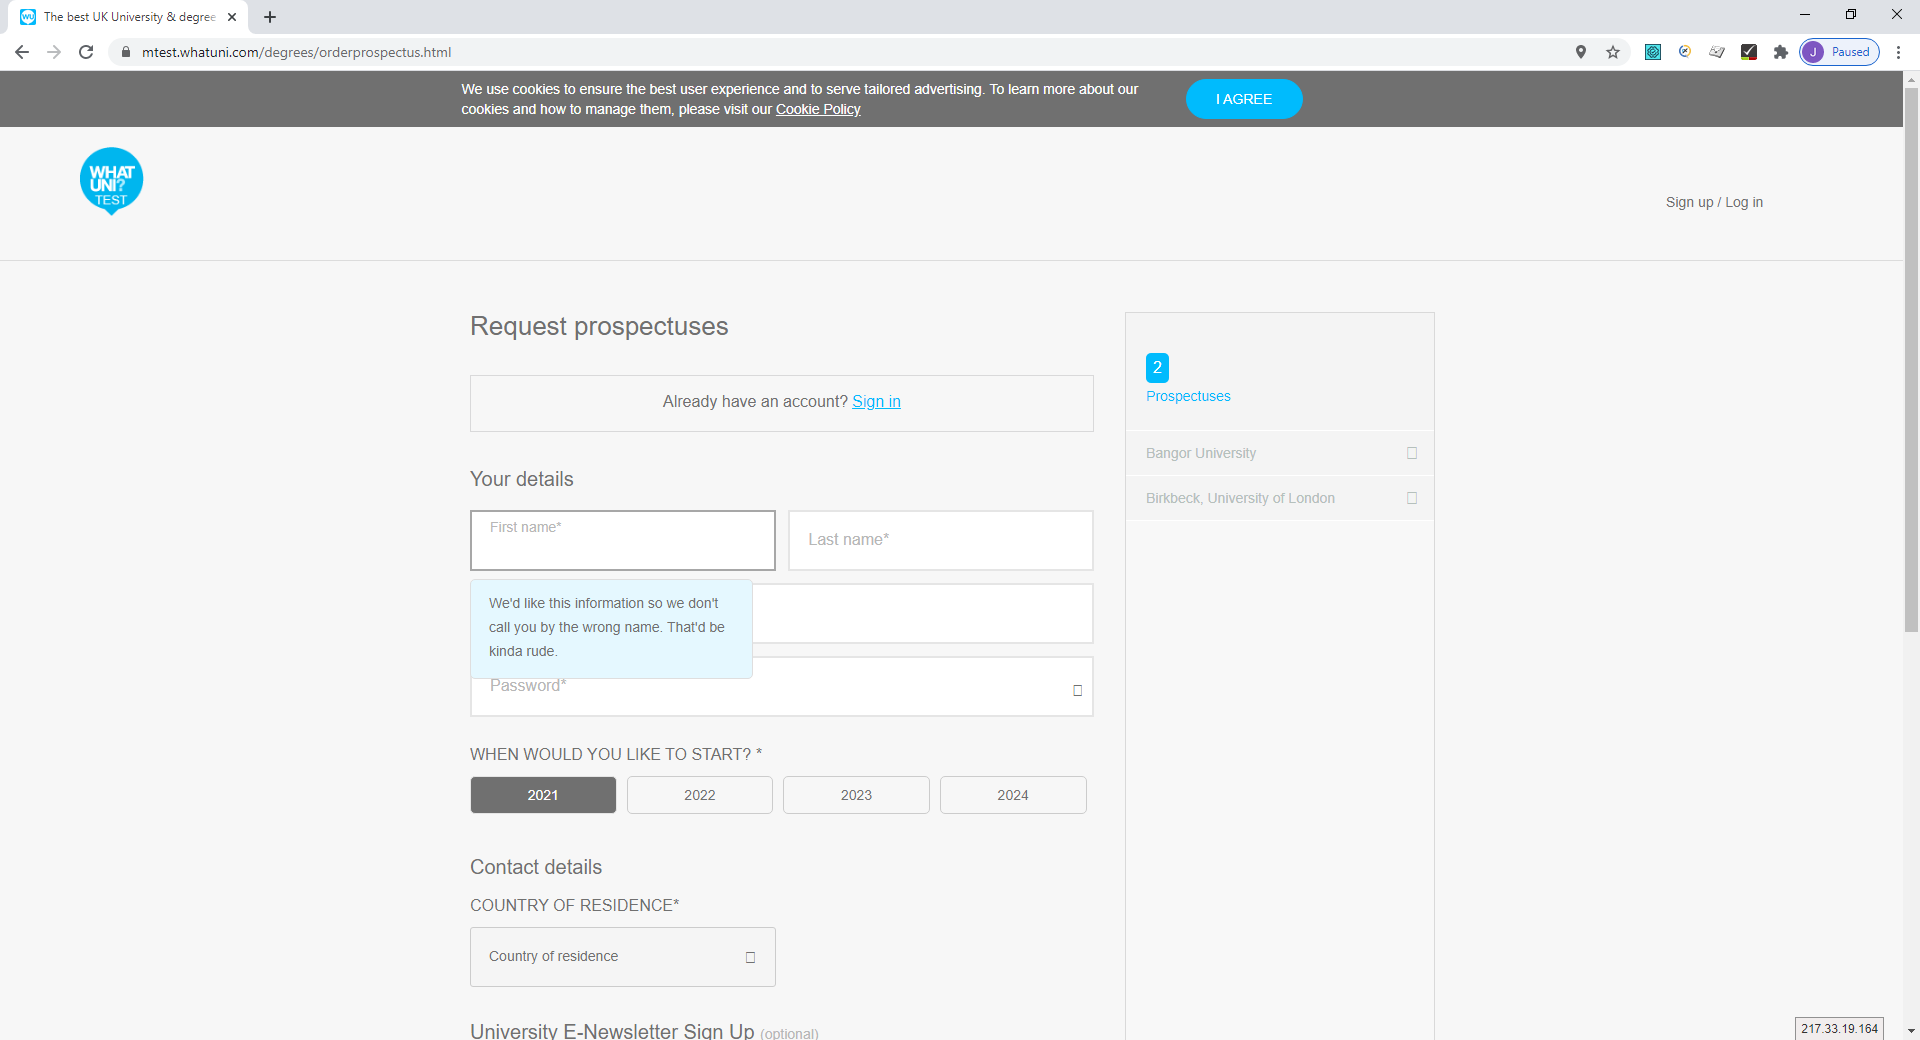 The best UK University & degree
mtest.whatuni.com/degrees/orderprospectus.html
J Paused
We use cookies to ensure the best user experience and to serve tailored advertising. To learn more about our
cookies and how to manage them, please visit our Cookie Policy
I AGREE
WHAT
UNI?
TEST
Sign up / Log in
Request prospectuses
Already have an account? Sign in
Your details
First name*
Last name*
We'd like this information so we don't
call you by the wrong name. That'd be
kinda rude.
Password*
WHEN WOULD YOU LIKE TO START? *
2021
2022
2023
2024
Contact details
COUNTRY OF RESIDENCE*
Country of residence
University E-Newsletter Sign Up (optional)
2
Prospectuses
Bangor University
Birkbeck, University of London
217.33.19.164